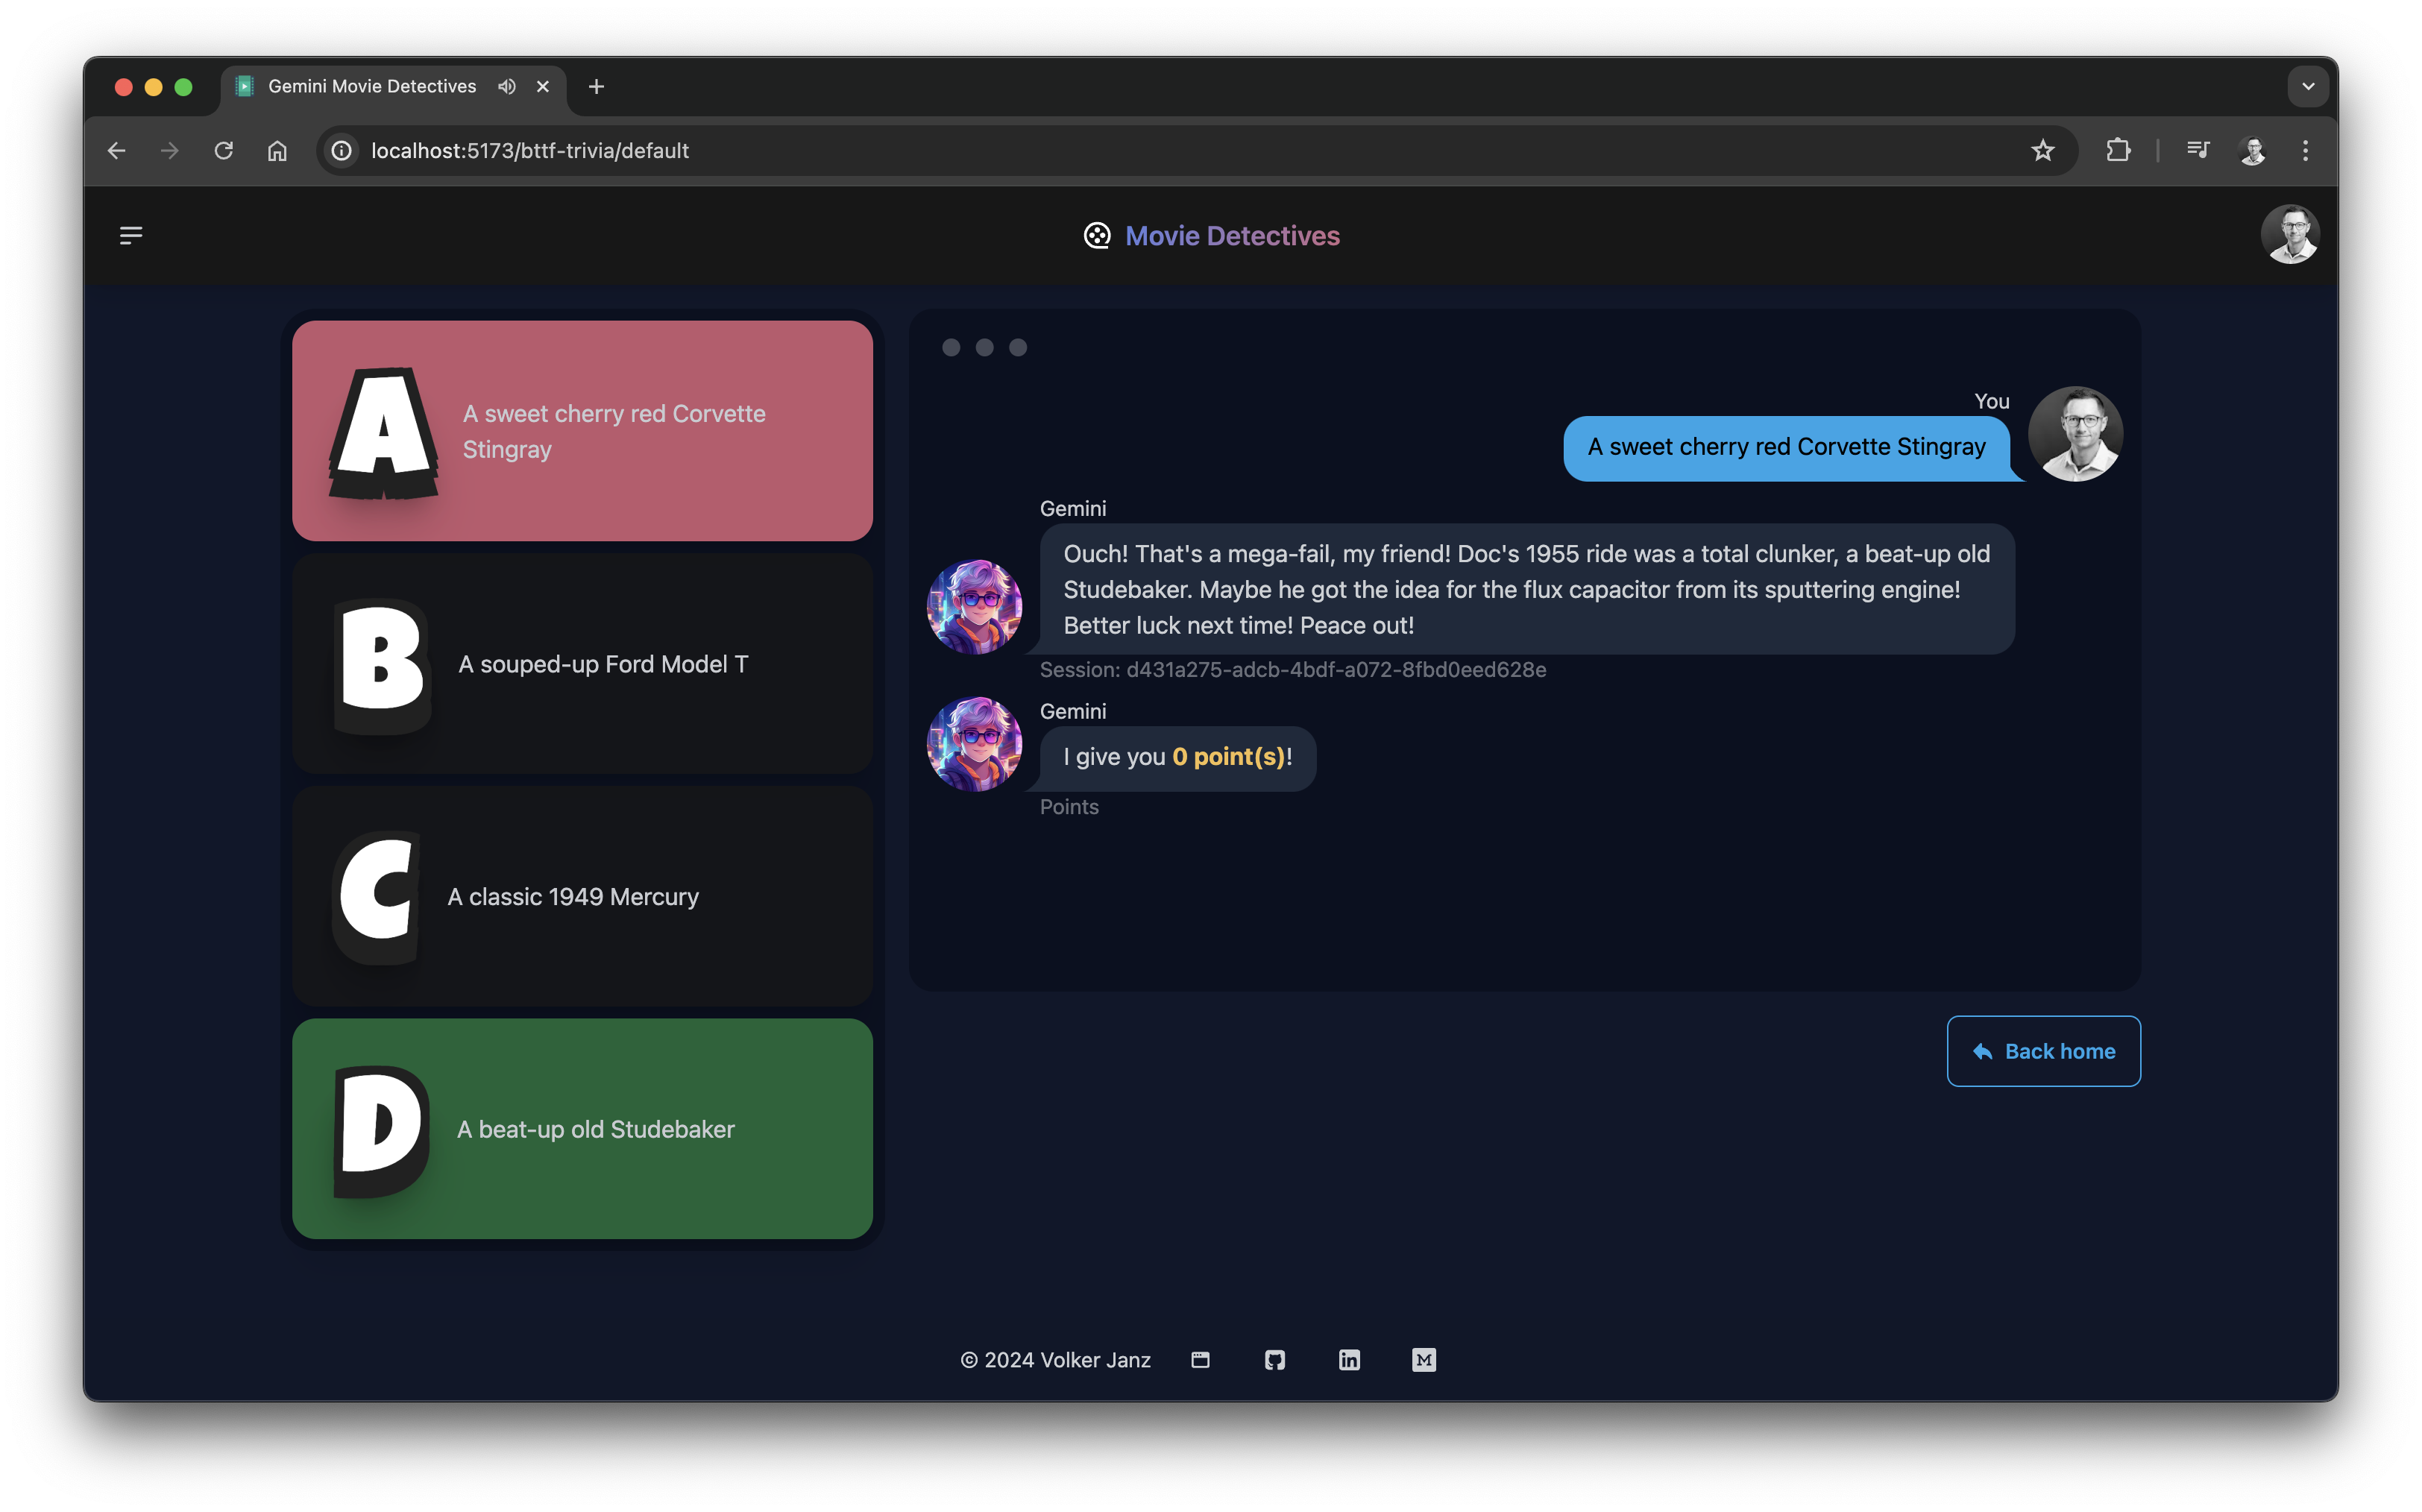 Gemini Movie Detectives
localhost:5173/bttf-trivia/default
Movie Detectives
A
A sweet cherry red Corvette
Stingray
B
A souped-up Ford Model T
C
A classic 1949 Mercury
D
A beat-up old Studebaker
You
A sweet cherry red Corvette Stingray
Gemini
Ouch! That's a mega-fail, my friend! Doc's 1955 ride was a total clunker, a beat-up old
Studebaker. Maybe he got the idea for the flux capacitor from its sputtering engine!
Better luck next time! Peace out!
Session: d431a275-adcb-4bdf-a072-8fbd0eed628e
Gemini
I give you 0 point(s)!
Points
Back home
© 2024 Volker Janz